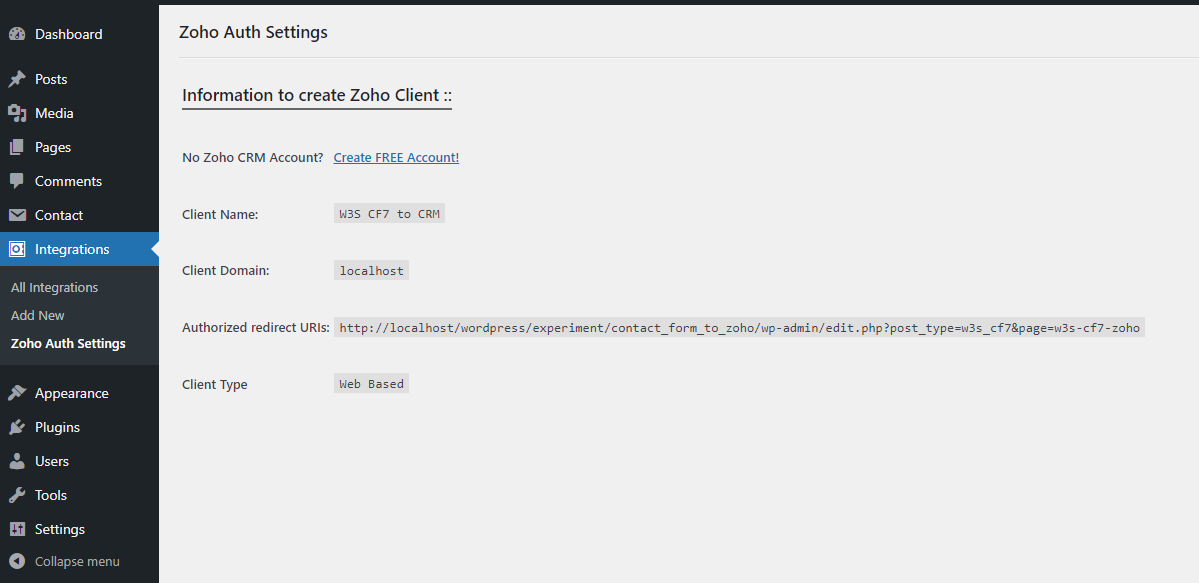 Dashboard
Posts
Media
Pages
Comments
Contact
Integrations
All Integrations
Add New
Zoho Auth Settings
Appearance
Plugins
Users
Tools
Settings
Collapse menu
Zoho Auth Settings
Information to create Zoho Client ::
No Zoho CRM Account? Create FREE Account!
Client Name: W3S CF7 to CRM
Client Domain: localhost
Authorized redirect URIs: http://localhost/wordpress/experiment/contact_form_to_zoho/wp-admin/edit.php?post_type=w3s_cf7&page=w3s-cf7-zoho
Client Type Web Based